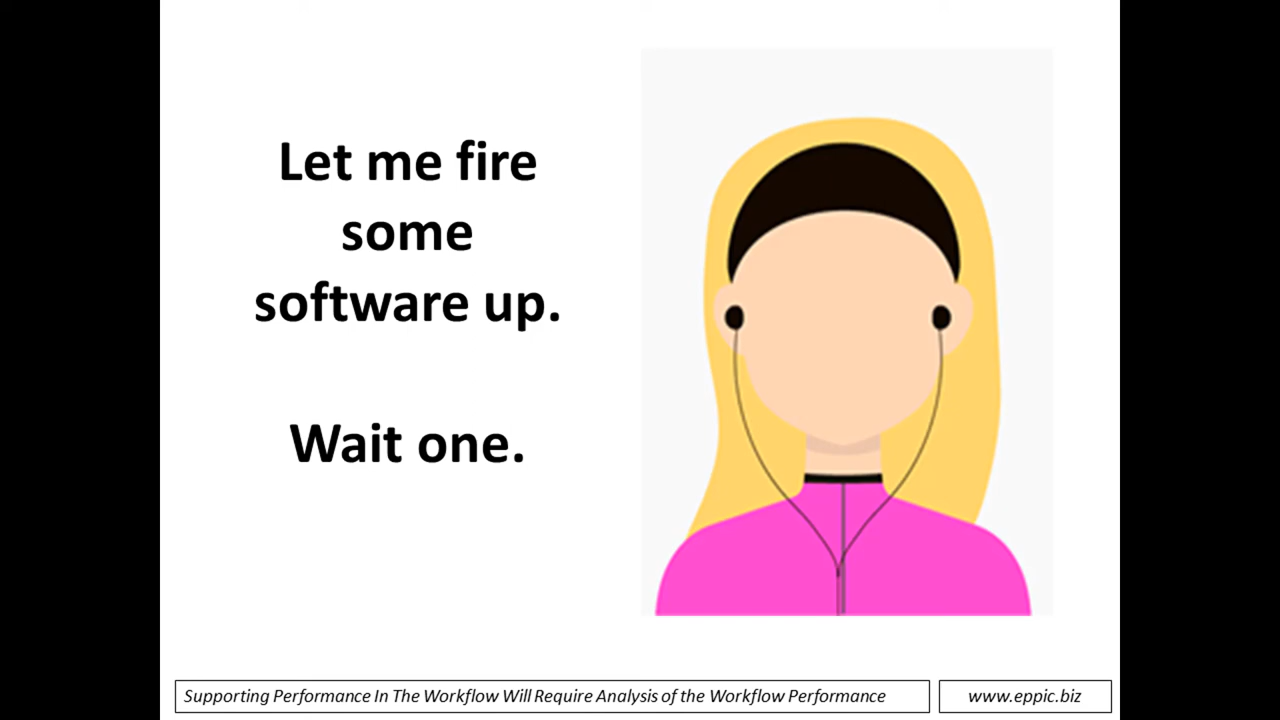 Let me fire
some
software up.
Wait one.
Supporting Performance In The Workflow Will Require Analysis of the Workflow Performance
www.eppic.biz